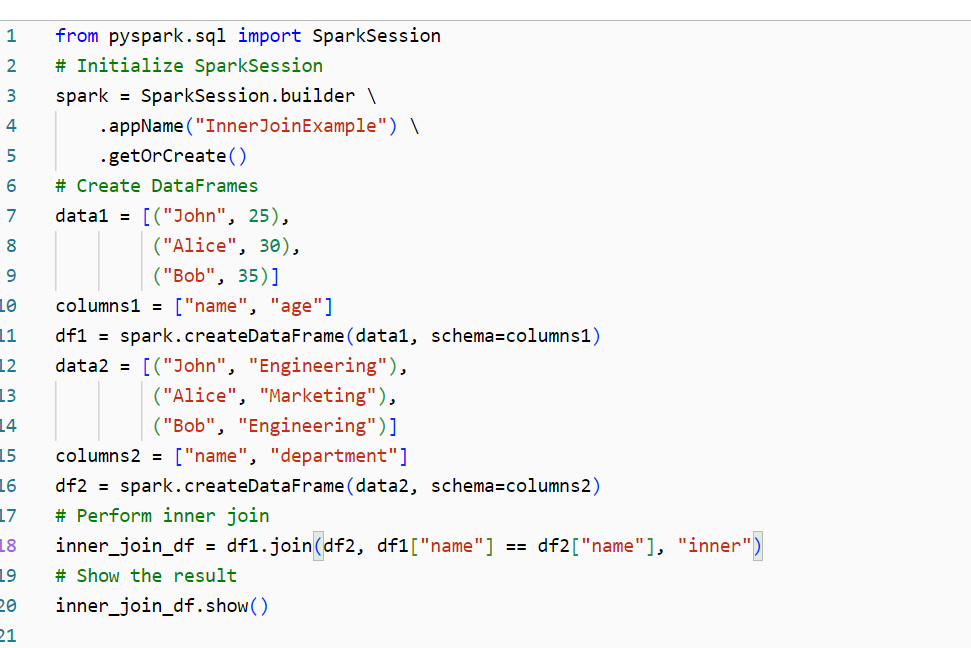 1 from pyspark.sql import SparkSession
2 # Initialize SparkSession
3 spark = SparkSession.builder \
4     .appName("InnerJoinExample") \
5     .getOrCreate()
6 # Create DataFrames
7 data1 = [("John", 25),
8          ("Alice", 30),
9          ("Bob", 35)]
10 columns1 = ["name", "age"]
11 df1 = spark.createDataFrame(data1, schema=columns1)
12 data2 = [("John", "Engineering"),
13          ("Alice", "Marketing"),
14          ("Bob", "Engineering")]
15 columns2 = ["name", "department"]
16 df2 = spark.createDataFrame(data2, schema=columns2)
17 # Perform inner join
18 inner_join_df = df1.join(df2, df1["name"] == df2["name"], "inner")
19 # Show the result
20 inner_join_df.show()
21